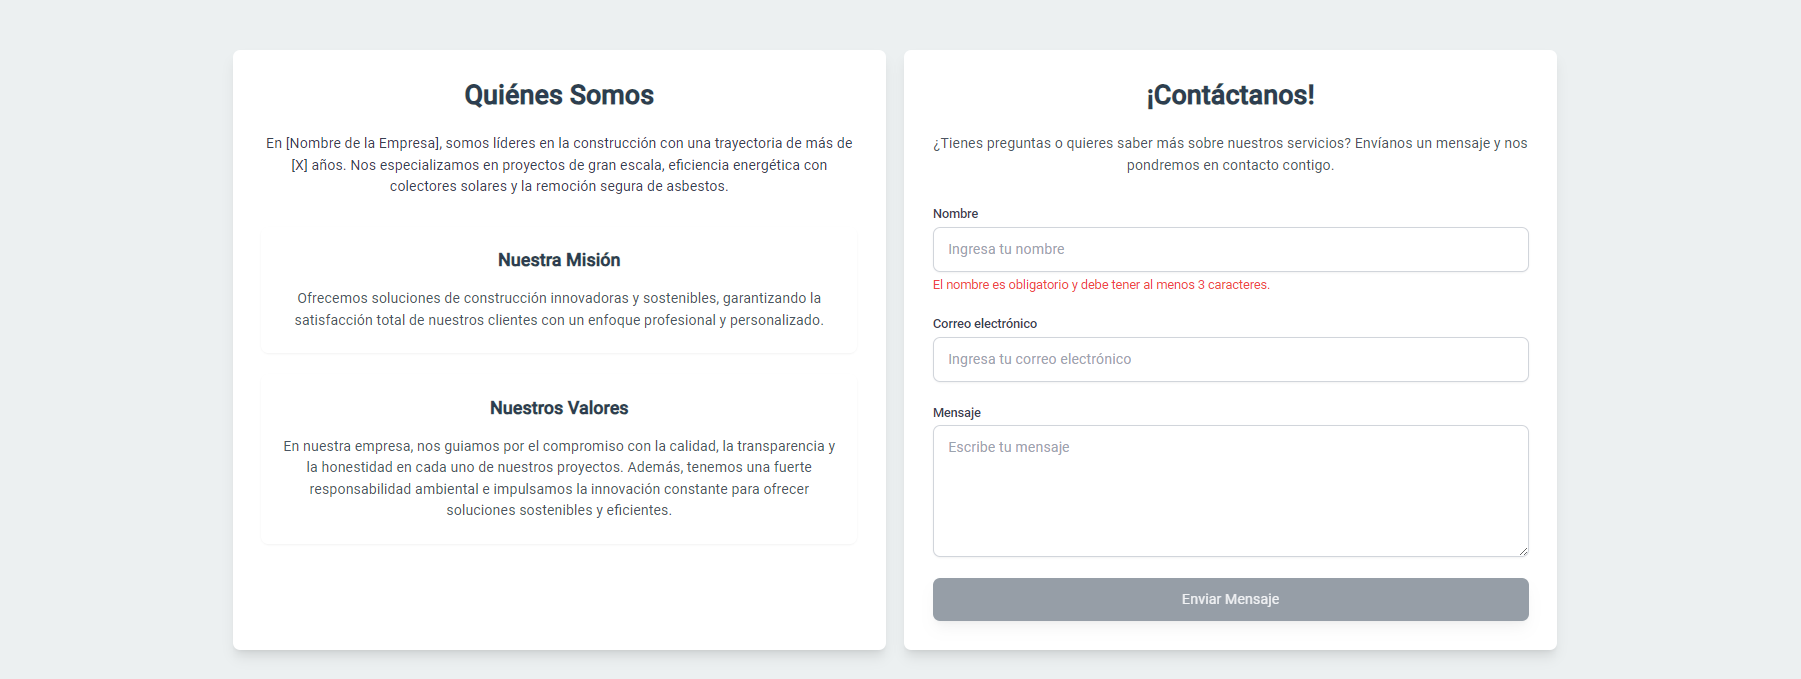 Quiénes Somos
En [Nombre de la Empresa], somos líderes en la construcción con una trayectoria de más de
[X] años. Nos especializamos en proyectos de gran escala, eficiencia energética con
colectores solares y la remoción segura de asbestos.
Nuestra Misión
Ofrecemos soluciones de construcción innovadoras y sostenibles, garantizando la
satisfacción total de nuestros clientes con un enfoque profesional y personalizado.
Nuestros Valores
En nuestra empresa, nos guiamos por el compromiso con la calidad, la transparencia y
la honestidad en cada uno de nuestros proyectos. Además, tenemos una fuerte
responsabilidad ambiental e impulsamos la innovación constante para ofrecer
soluciones sostenibles y eficientes.
¡Contáctanos!
¿Tienes preguntas o quieres saber más sobre nuestros servicios? Envíanos un mensaje y nos
pondremos en contacto contigo.
Nombre
Ingresa tu nombre
El nombre es obligatorio y debe tener al menos 3 caracteres.
Correo electrónico
Ingresa tu correo electrónico
Mensaje
Escribe tu mensaje
Enviar Mensaje